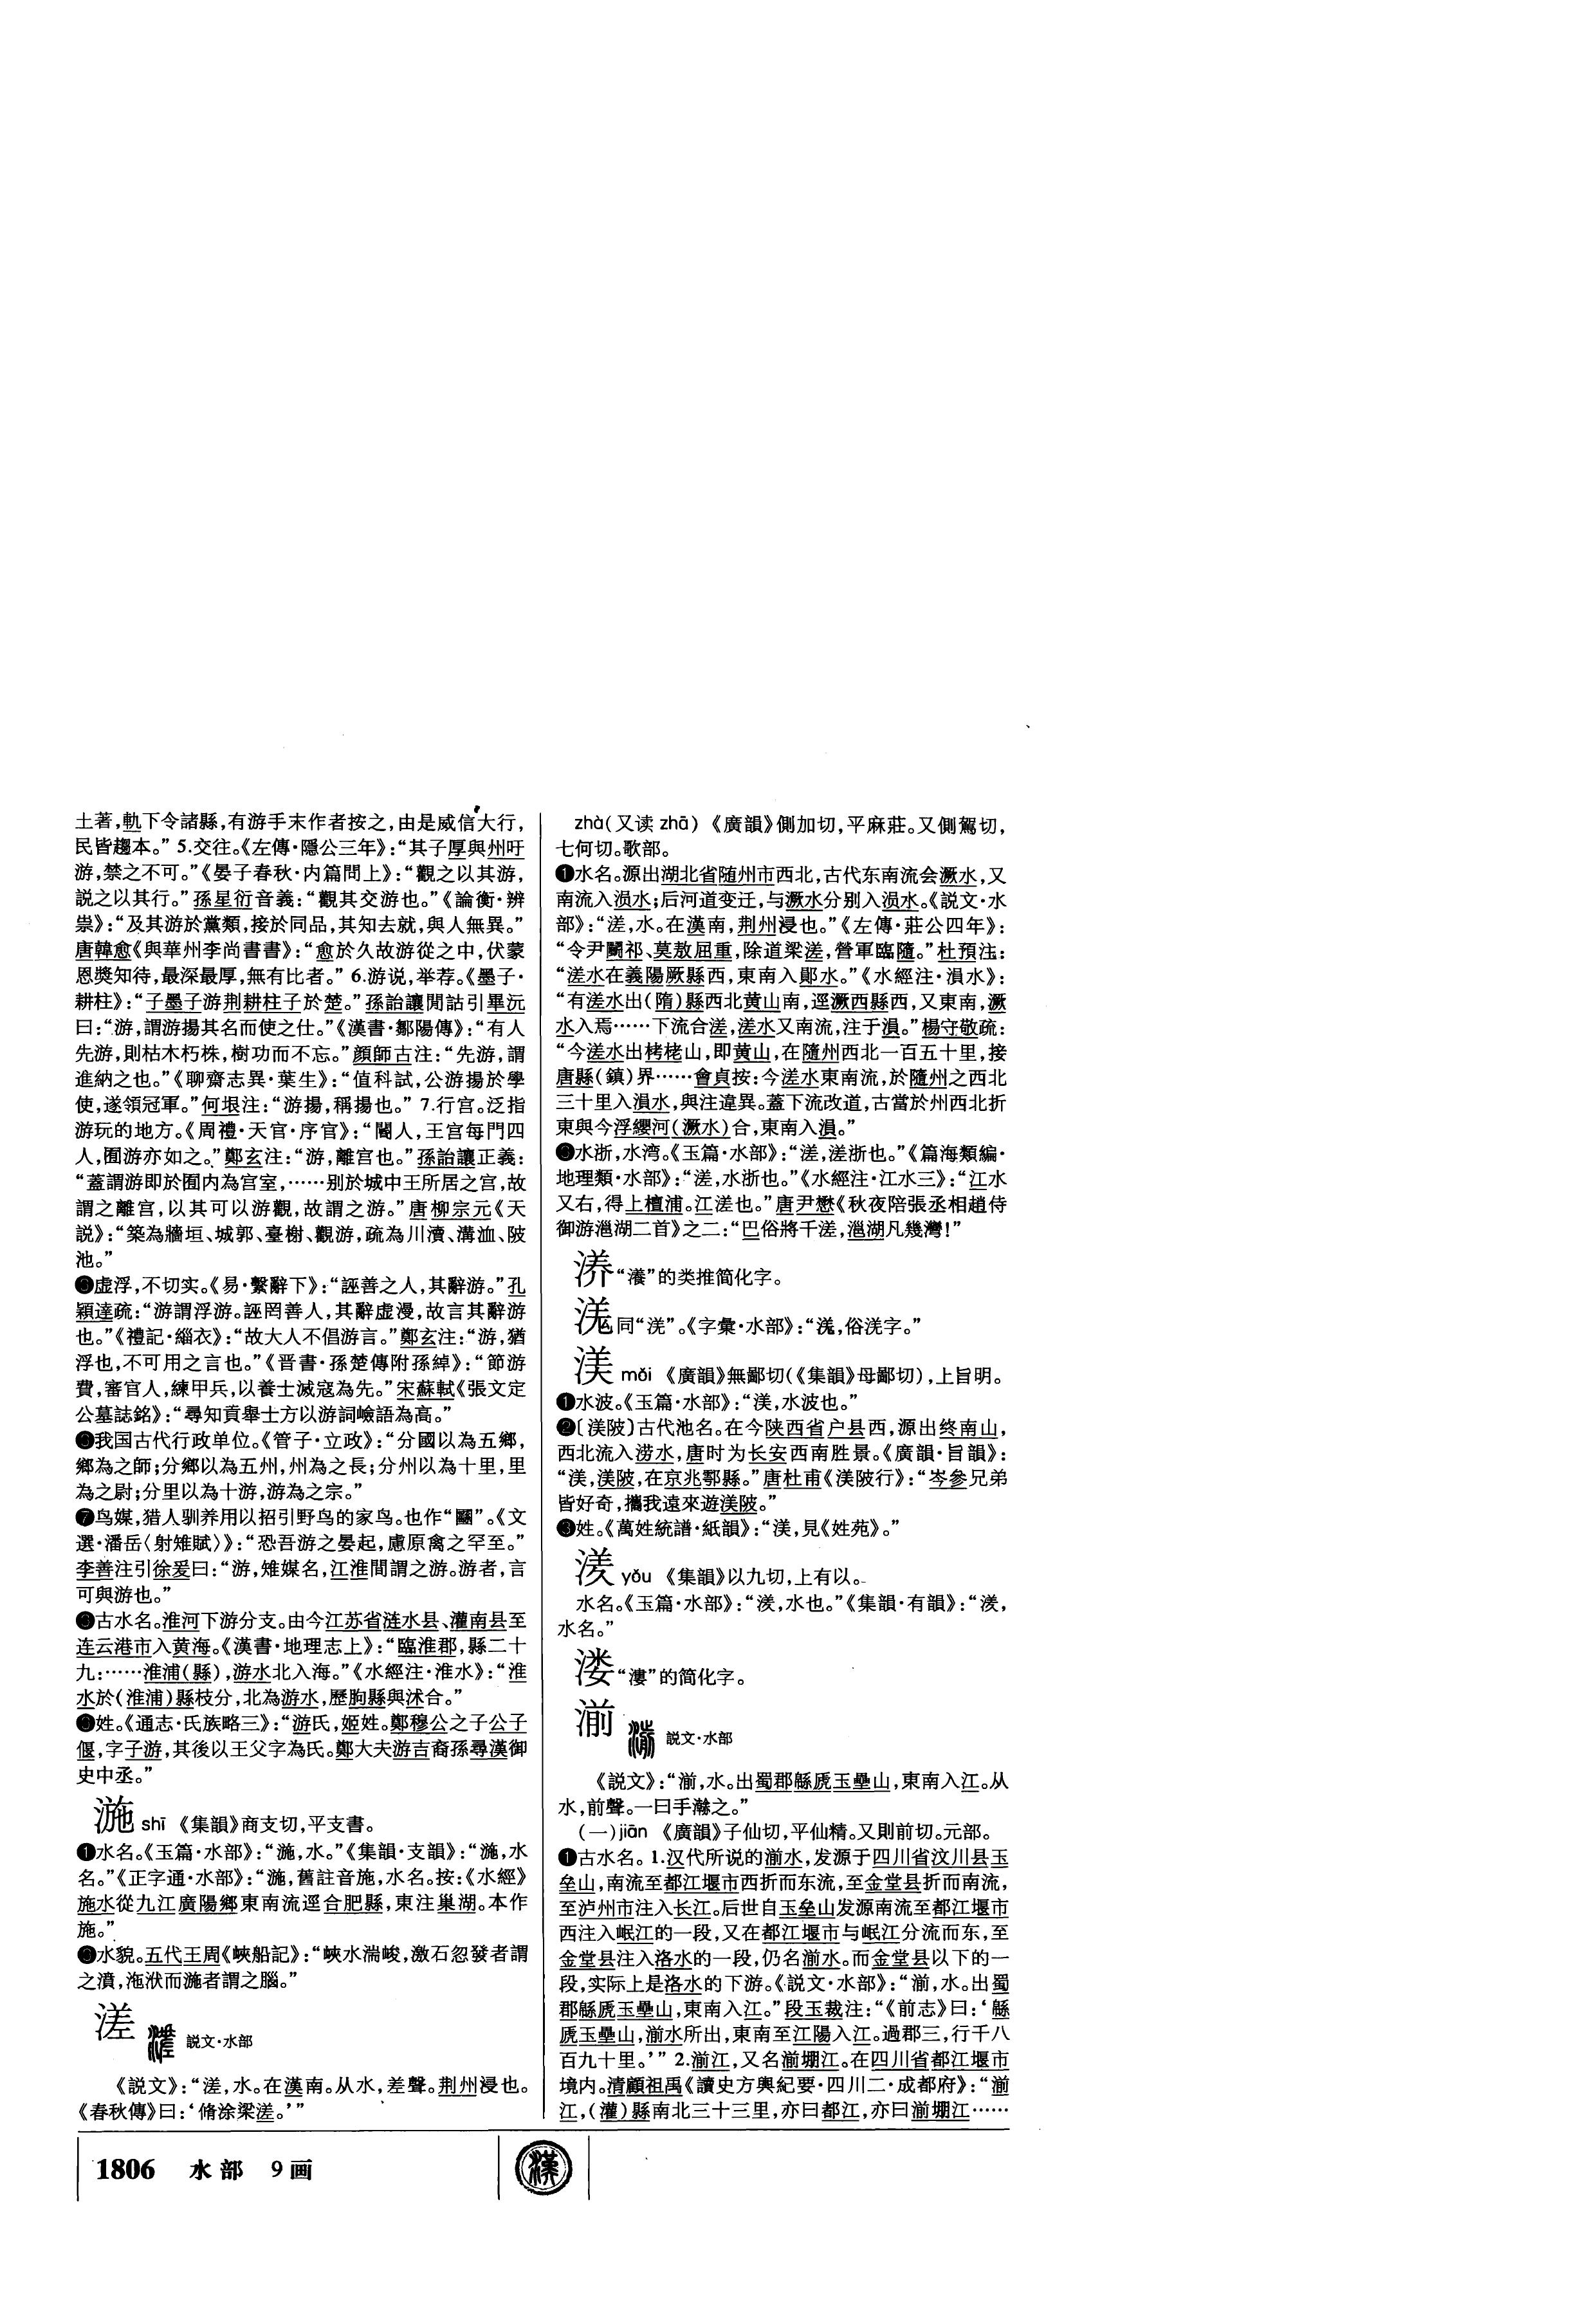 土著，軌下令諸縣，有游手末作者按之，由是威信大行，
民皆趨本。” 5.交往。《左傳·隱公三年》：“其子厚與州吁
游，禁之不可。”《晏子春秋·内篇問上》：“觀之以其游，
説之以其行。”孫星衍音義：“觀其交游也。”《論衡·辨
祟》：“及其游於黨類，接於同品，其知去就，與人無異。”
唐韓愈《與華州李尚書書》：“愈於久故游從之中，伏蒙
恩獎知待，最深最厚，無有比者。” 6.游说，举荐。《墨子·
耕柱》：“子墨子游荆耕柱子於楚。”孫詒讓閒詁引畢沅
曰：“游，謂游揚其名而使之仕。”《漢書·鄒陽傳》：“有人
先游，則枯木朽株，樹功而不忘。”顔師古注：“先游，謂
進納之也。”《聊齋志異·葉生》：“值科試，公游揚於學
使，遂領冠軍。”何垠注：“游揚，稱揚也。” 7.行宫。泛指
游玩的地方。《周禮·天官·序官》：“閽人，王宫每門四
人，囿游亦如之。”鄭玄注：“游，離宫也。”孫詒讓正義：
“蓋謂游即於囿内為宫室，……别於城中王所居之宫，故
謂之離宫，以其可以游觀，故謂之游。”唐柳宗元《天
説》：“築為牆垣、城郭、臺榭、觀游，疏為川瀆、溝洫、陂
池。”
虚浮，不切实。《易·繫辭下》：“誣善之人，其辭游。”孔
穎達疏：“游謂浮游。誣罔善人，其辭虚漫，故言其辭游
也。”《禮記·緇衣》：“故大人不倡游言。”鄭玄注：“游，猶
浮也，不可用之言也。”《晋書·孫楚傳附孫綽》：“節游
費，審官人，練甲兵，以養士滅寇為先。”宋蘇軾《張文定
公墓誌銘》：“尋知貢舉士方以游詞嶮語為高。”
我国古代行政单位。《管子·立政》：“分國以為五鄉，
鄉為之師；分鄉以為五州，州為之長；分州以為十里，里
為之尉；分里以為十游，游為之宗。”
❼鸟媒，猎人驯养用以招引野鸟的家鸟。也作“𪈁”。《文
選·潘岳〈射雉賦〉》：“恐吾游之晏起，慮原禽之罕至。”
李善注引徐爰曰：“游，雉媒名，江淮間謂之游。游者，言
可與游也。”
古水名。淮河下游分支。由今江苏省涟水县、灌南县至
连云港市入黄海。《漢書·地理志上》：“臨淮郡，縣二十
九：……淮浦(縣)，游水北入海。”《水經注·淮水》：“淮
水於(淮浦)縣枝分，北為游水，歷朐縣與沭合。”
姓。《通志·氏族略三》：“游氏，姬姓。鄭穆公之子公子
偃，字子游，其後以王父字為氏。鄭大夫游吉裔孫尋漢御
史中丞。”
湤 shī 《集韻》商支切，平支書。
❶水名。《玉篇·水部》：“湤，水。”《集韻·支韻》：“湤，水
名。”《正字通·水部》：“湤，舊註音施，水名。按：《水經》
施水從九江廣陽鄉東南流逕合肥縣，東注巢湖。本作
施。”
水貌。五代王周《峽船記》：“峽水湍峻，激石忽發者謂
之濆，沲洑而湤者謂之腦。”
溠 説文·水部
《説文》：“溠，水。在漢南。从水，差聲。荆州浸也。
《春秋傳》曰：‘脩涂梁溠。’”
zhà(又读 zhā) 《廣韻》側加切，平麻莊。又側駕切，
七何切。歌部。
❶水名。源出湖北省随州市西北，古代东南流会㵐水，又
南流入涢水；后河道变迁，与㵐水分别入涢水。《説文·水
部》：“溠，水。在漢南，荆州浸也。”《左傳·莊公四年》：
“令尹鬬祁、莫敖屈重，除道梁溠，營軍臨隨。”杜預注：
“溠水在義陽厥縣西，東南入鄖水。”《水經注·溳水》：
“有溠水出(隋)縣西北黄山南，逕㵐西縣西，又東南，㵐
水入焉……下流合溠，溠水又南流，注于溳。”楊守敬疏：
“今溠水出栲栳山，即黄山，在隨州西北一百五十里，接
唐縣(鎮)界……會貞按：今溠水東南流，於隨州之西北
三十里入溳水，與注違異。蓋下流改道，古當於州西北折
東與今浮纓河(㵐水)合，東南入溳。”
水浙，水湾。《玉篇·水部》：“溠，溠浙也。”《篇海類編·
地理類·水部》：“溠，水浙也。”《水經注·江水三》：“江水
又右，得上檀浦。江溠也。”唐尹懋《秋夜陪張丞相趙侍
御游㴩湖二首》之二：“巴俗將千溠，㴩湖凡幾灣！”
“瀁”的类推简化字。
同“㳾”。《字彙·水部》：
渼 měi 《廣韻》無鄙切(《集韻》母鄙切)，上旨明。
❶水波。《玉篇·水部》：“渼，水波也。”
❷〔渼陂〕古代池名。在今陕西省户县西，源出终南山，
西北流入涝水，唐时为长安西南胜景。《廣韻·旨韻》：
“渼，渼陂，在京兆鄠縣。”唐杜甫《渼陂行》：“岑參兄弟
皆好奇，攜我遠來遊渼陂。”
❸姓。《萬姓統譜·紙韻》：“渼，見《姓苑》。”
yǒu 《集韻》以九切，上有以。
水名。《玉篇·水部》：“，水也。”《集韻·有韻》：“，
水名。”
溇 “漊”的简化字。
湔 説文·水部
《説文》：“湔，水。出蜀郡緜虒玉壘山，東南入江。从
水，前聲。一曰手㶕之。”
(一)jiān 《廣韻》子仙切，平仙精。又則前切。元部。
❶古水名。1.汉代所说的湔水，发源于四川省汶川县玉
垒山，南流至都江堰市西折而东流，至金堂县折而南流，
至泸州市注入长江。后世自玉垒山发源南流至都江堰市
西注入岷江的一段，又在都江堰市与岷江分流而东，至
金堂县注入洛水的一段，仍名湔水。而金堂县以下的一
段，实际上是洛水的下游。《説文·水部》：“湔，水。出蜀
郡緜虒玉壘山，東南入江。”段玉裁注：“《前志》曰：‘緜
虒玉壘山，湔水所出，東南至江陽入江。過郡三，行千八
百九十里。’” 2.湔江，又名湔堋江。在四川省都江堰市
境内。清顧祖禹《讀史方輿紀要·四川二·成都府》：“湔
江，(灌)縣南北三十三里，亦曰都江，亦曰湔堋江……
1806 水部 9画
漢